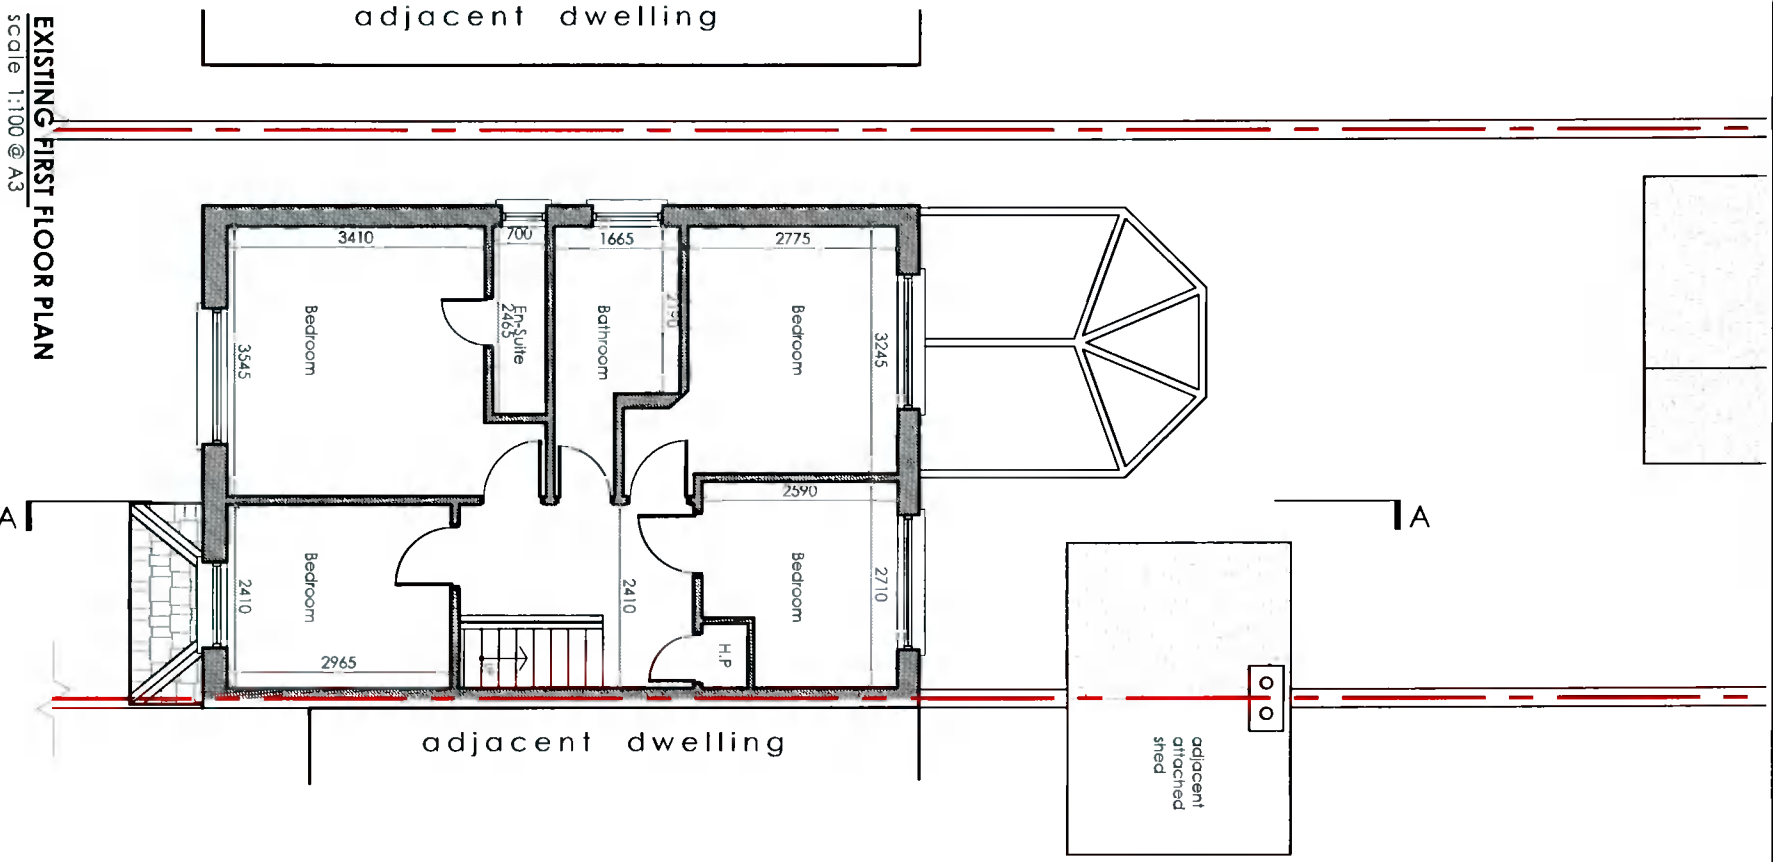 adjacent dwelling
EXISTING FIRST FLOOR PLAN
scale 1:100 @ A3
3410
700
1665
2775
Bedroom
3545
En-Suite
2465
Bathroom
2190
Bedroom
3245
A
A
2590
Bedroom
2410
2965
2410
Bedroom
2710
H.P
adjacent dwelling
adjacent
attached
shed